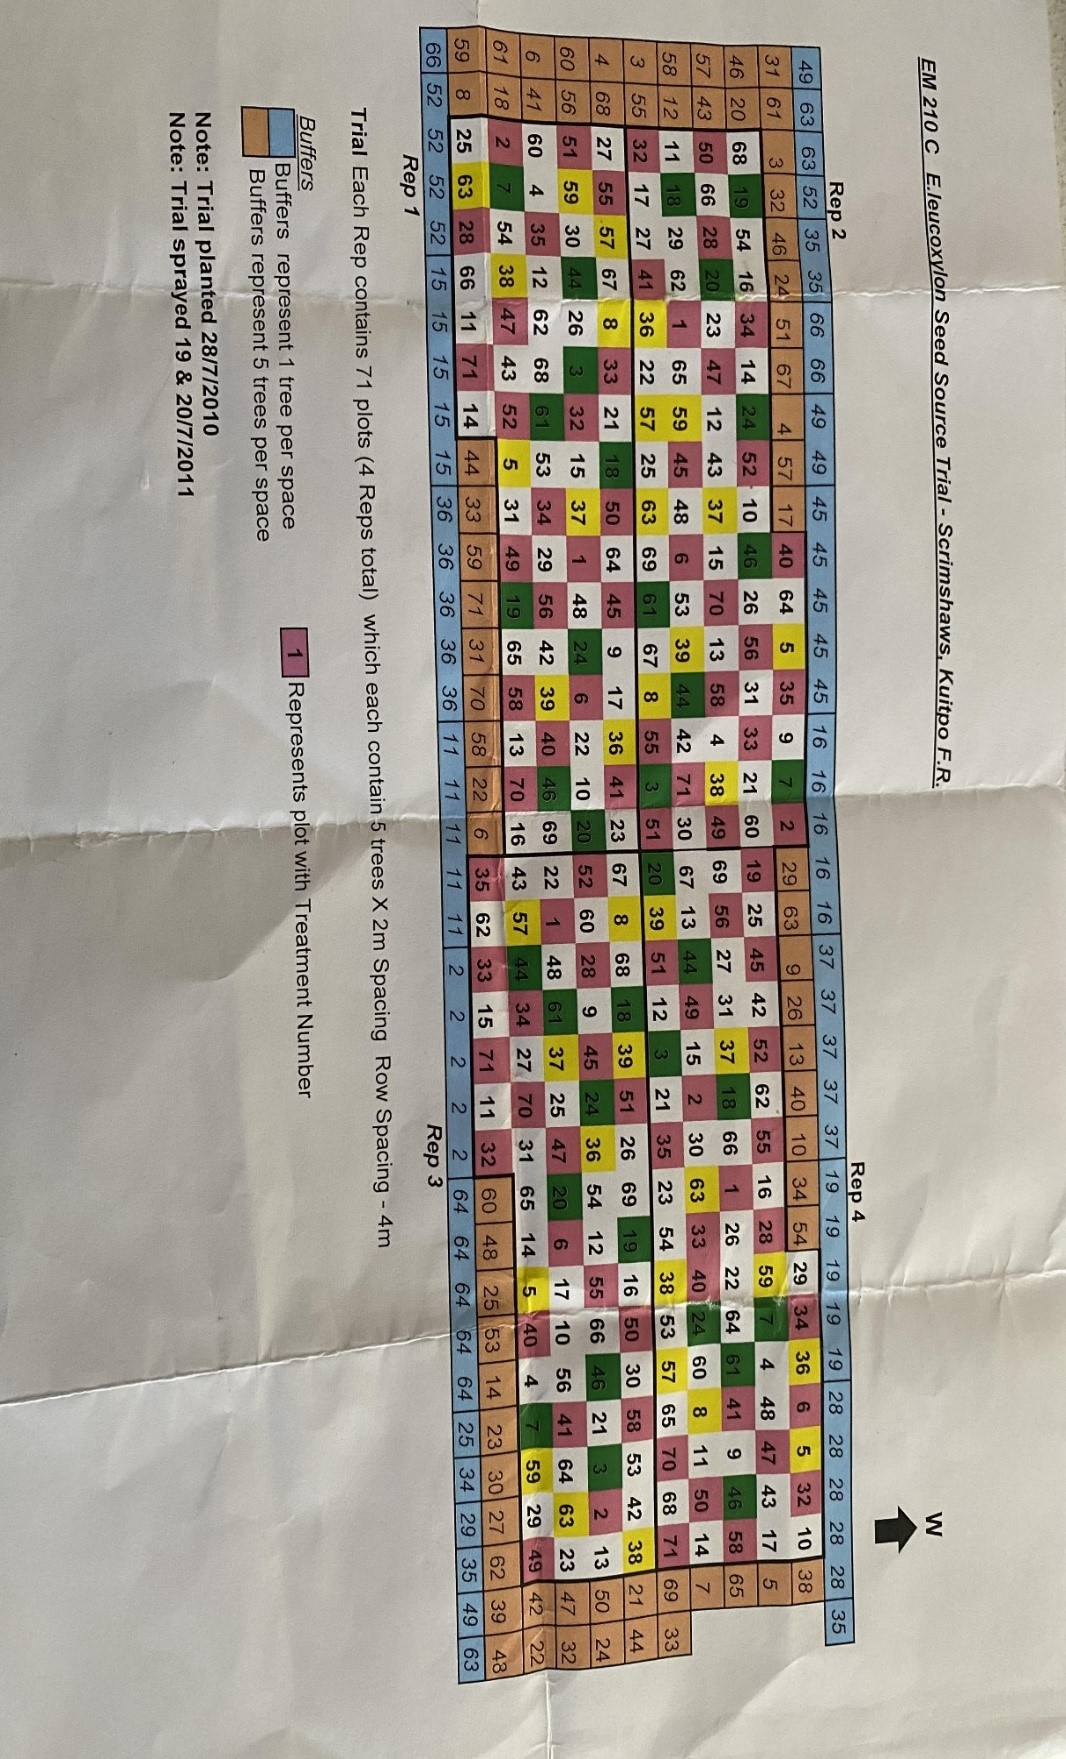 EM 210 C E.leucoxylon Seed Source Trial - Scrimshaws, Kuitpo F.R.
W
Rep 4
Rep 2
49 63 63 52 35 35 66 66 49 49 45 45 45 45 45 16 16 16 16 16 37 37 37 37 37 19 19 19 19 19 28 28 28 28 28 35
31 61 3 32 46 24 51 67 4 57 17 40 64 5 35 9 7 2 29 63 9 26 13 40 10 34 54 29 34 36 6 5 32 10 38
46 20 68 19 54 16 34 14 24 52 10 46 26 56 31 33 21 60 19 25 45 42 52 62 55 16 28 59 7 4 48 47 43 17 5
57 43 50 66 28 20 23 47 12 43 37 15 70 13 58 4 38 49 69 56 27 31 37 18 66 1 26 22 64 61 41 9 46 58 65
58 12 11 18 29 62 1 65 59 45 48 6 53 39 44 42 71 30 67 13 44 49 15 2 30 63 33 40 24 60 8 11 50 14 7
3 55 32 17 27 41 36 22 57 25 63 69 61 67 8 55 3 51 20 39 51 12 3 21 35 23 54 38 53 57 65 70 68 71 69 33
4 68 27 55 57 67 8 33 21 18 50 64 45 9 17 36 41 23 67 8 68 18 39 51 26 69 19 16 50 30 58 53 42 38 21 44
60 56 51 59 30 44 26 3 32 15 37 1 48 24 6 22 10 20 52 60 28 9 45 24 36 54 12 55 66 46 21 3 2 13 50 24
6 41 60 4 35 12 62 68 61 53 34 29 56 42 39 40 46 69 22 1 48 61 37 25 47 20 6 17 10 56 41 64 63 23 47 32
61 18 2 7 54 38 47 43 52 5 31 49 19 65 58 13 70 16 43 57 44 34 27 70 31 65 14 5 40 4 7 59 29 49 42 22
59 8 25 63 28 66 11 71 14 44 33 59 71 31 70 58 22 6 35 62 33 15 71 11 32 60 48 25 53 14 23 30 27 62 39 48
66 52 52 52 52 15 15 15 15 15 36 36 36 36 36 11 11 11 11 11 2 2 2 2 2 64 64 64 64 64 25 34 29 35 49 63
Rep 1
Rep 3
Trial Each Rep contains 71 plots (4 Reps total) which each contain 5 trees X 2m Spacing Row Spacing - 4m
Buffers
Buffers represent 1 tree per space
1 Represents plot with Treatment Number
Buffers represent 5 trees per space
Note: Trial planted 28/7/2010
Note: Trial sprayed 19 & 20/7/2011